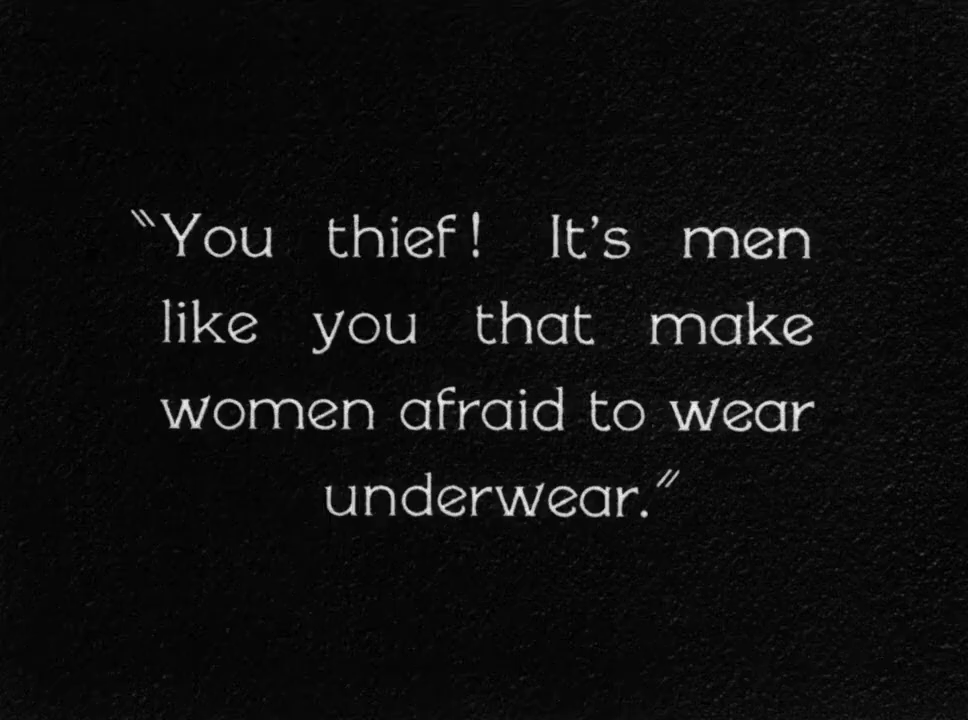 “You thief! It’s men
like you that make
women afraid to wear
underwear.”